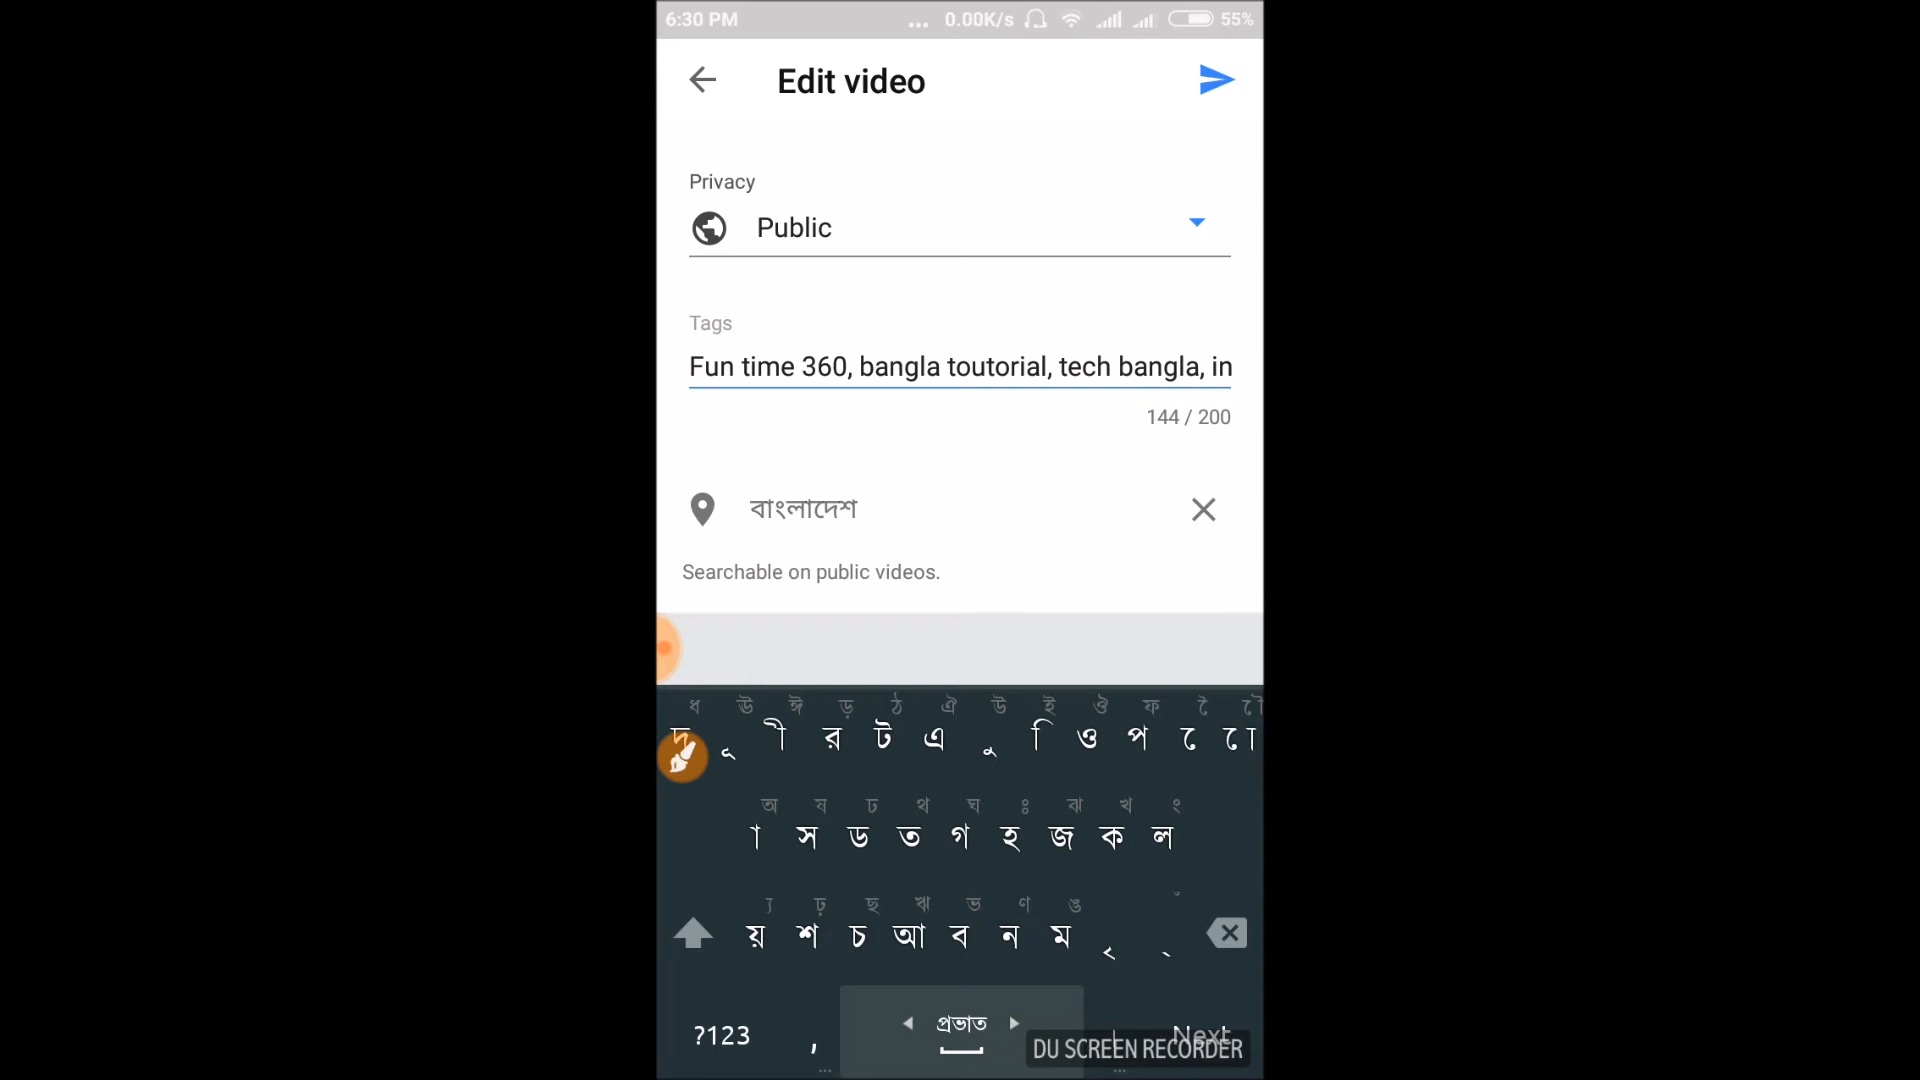 6:30 PM ... 0.00K/s 55%
Edit video
Privacy
Public
Tags
Fun time 360, bangla toutorial, tech bangla, in
144 / 200
বাংলাদেশ
Searchable on public videos.
ধ ঊ ঈ ড় ঠ ঐ উ ই ঔ ফ ৈ ৌ
দ ূ ী র ট এ ু ি ও প ে ো
অ ষ ঢ থ ঘ ঃ ঝ খ ং
া স ড ত গ হ জ ক ল
্য ঢ় ছ ঋ ভ ণ ঙ ঁ
য় শ চ আ ব ন ম ৃ ্
?123 , প্রভাত । Next
DU SCREEN RECORDER